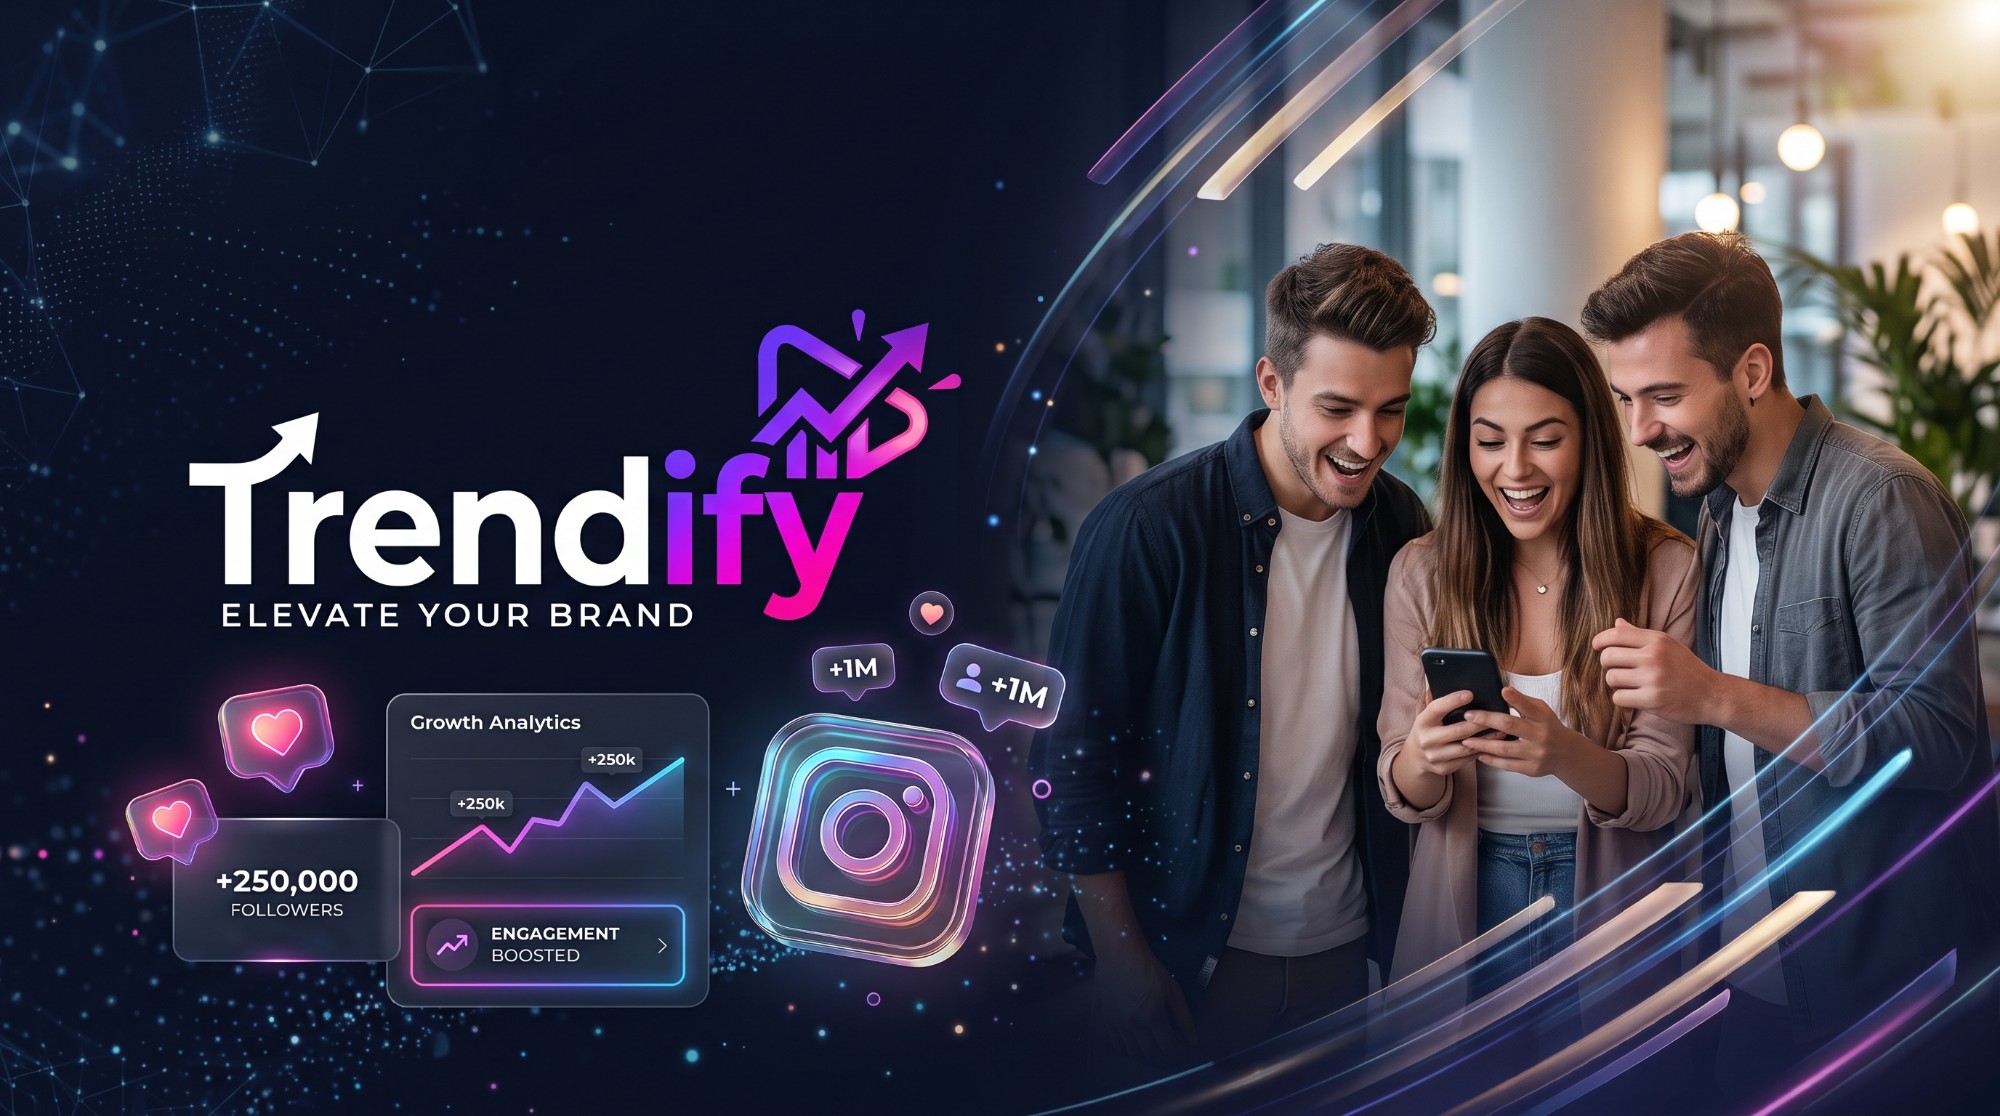 Trendify
ELEVATE YOUR BRAND
+1M
+1M
Growth Analytics
+250k
+250k
+250,000
FOLLOWERS
ENGAGEMENT
BOOSTED